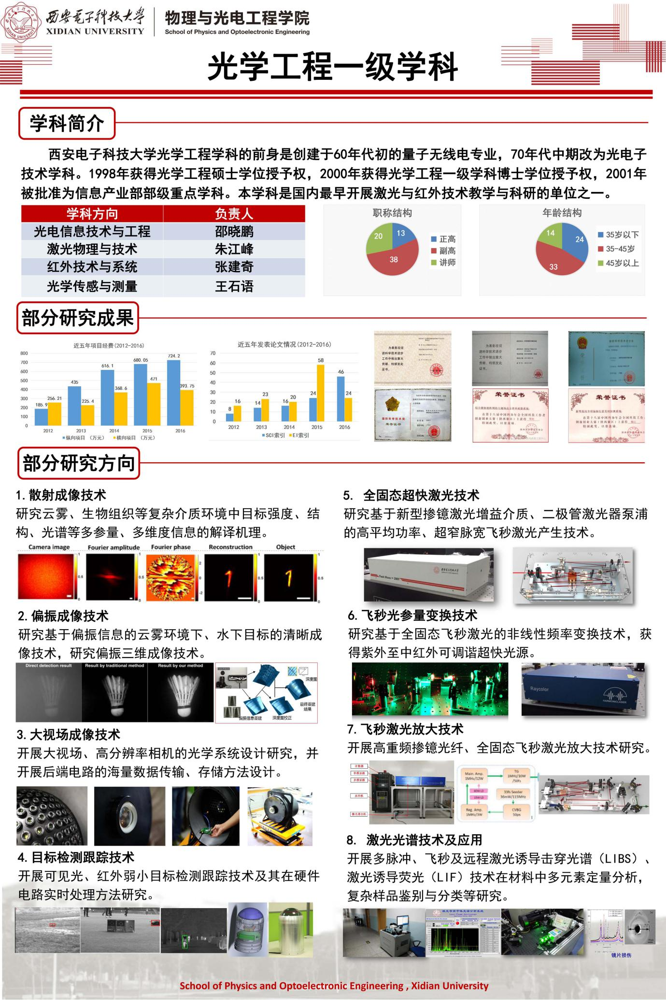 西安电子科技大学
XIDIAN UNIVERSITY
物理与光电工程学院
School of Physics and Optoelectronic Engineering
光学工程一级学科
学科简介
西安电子科技大学光学工程学科的前身是创建于60年代初的量子无线电专业，70年代中期改为光电子
技术学科。1998年获得光学工程硕士学位授予权，2000年获得光学工程一级学科博士学位授予权，2001年
被批准为信息产业部部级重点学科。本学科是国内最早开展激光与红外技术教学与科研的单位之一。
学科方向 负责人
光电信息技术与工程 邵晓鹏
激光物理与技术 朱江峰
红外技术与系统 张建奇
光学传感与测量 王石语
职称结构
20 13 38
正高
副高
讲师
年龄结构
14 24 33
35岁以下
35-45岁
45岁以上
部分研究成果
近五年项目经费(2012-2016)
800
700
600
500
400
300
200
100
0
185.9 256.21 435 225.4 616.1 368.6 680.05 471 724.2 393.75
2012 2013 2014 2015 2016
纵向项目 （万元） 横向项目 （万元）
近五年发表论文情况(2012-2016)
70
60
50
40
30
20
10
0
8 16 14 23 16 20 24 58 46 24
2012 2013 2014 2015 2016
SCI索引 EI索引
为表彰在促
进科学技术进步
工作中做出重大
贡献，特颁发此
证书。
为表彰在促
进科学技术进步
工作中做出重大
贡献，特颁发此
证书。
国防科学技术奖
荣誉证书
荣誉证书
荣誉证书
部分研究方向
1.散射成像技术
研究云雾、生物组织等复杂介质环境中目标强度、结
构、光谱等多参量、多维度信息的解译机理。
Camera image Fourier amplitude Fourier phase Reconstruction Object
2.偏振成像技术
研究基于偏振信息的云雾环境下、水下目标的清晰成
像技术，研究偏振三维成像技术。
Direct detection result Result by traditional method Result by our method
深度图
最终重建
结果
偏振信息重建 深度图校正
3.大视场成像技术
开展大视场、高分辨率相机的光学系统设计研究，并
开展后端电路的海量数据传输、存储方法设计。
4.目标检测跟踪技术
开展可见光、红外弱小目标检测跟踪技术及其在硬件
电路实时处理方法研究。
5. 全固态超快激光技术
研究基于新型掺镱激光增益介质、二极管激光器泵浦
的高平均功率、超窄脉宽飞秒激光产生技术。
西安电子科技大学
XIDIAN UNIVERSITY
6.飞秒光参量变换技术
研究基于全固态飞秒激光的非线性频率变换技术，获
得紫外至中红外可调谐超快光源。
Raycolor
HARMONICLASER
7.飞秒激光放大技术
开展高重频掺镱光纤、全固态飞秒激光放大技术研究。
计数器
单模泵源
多模泵源
水冷机
激光器主机
Main. Amp.
1MHz/12W
TG
1MHz/10W
/50fs
60W LD
15W LD
33fs Seeder
36mW/115MHz
Reg. Amp.
1MHz/3W
CVBG
50ps
8. 激光光谱技术及应用
开展多脉冲、飞秒及远程激光诱导击穿光谱（LIBS）、
激光诱导荧光（LIF）技术在材料中多元素定量分析，
复杂样品鉴别与分类等研究。
激光等离子体光谱分析系统
镜片损伤
School of Physics and Optoelectronic Engineering , Xidian University